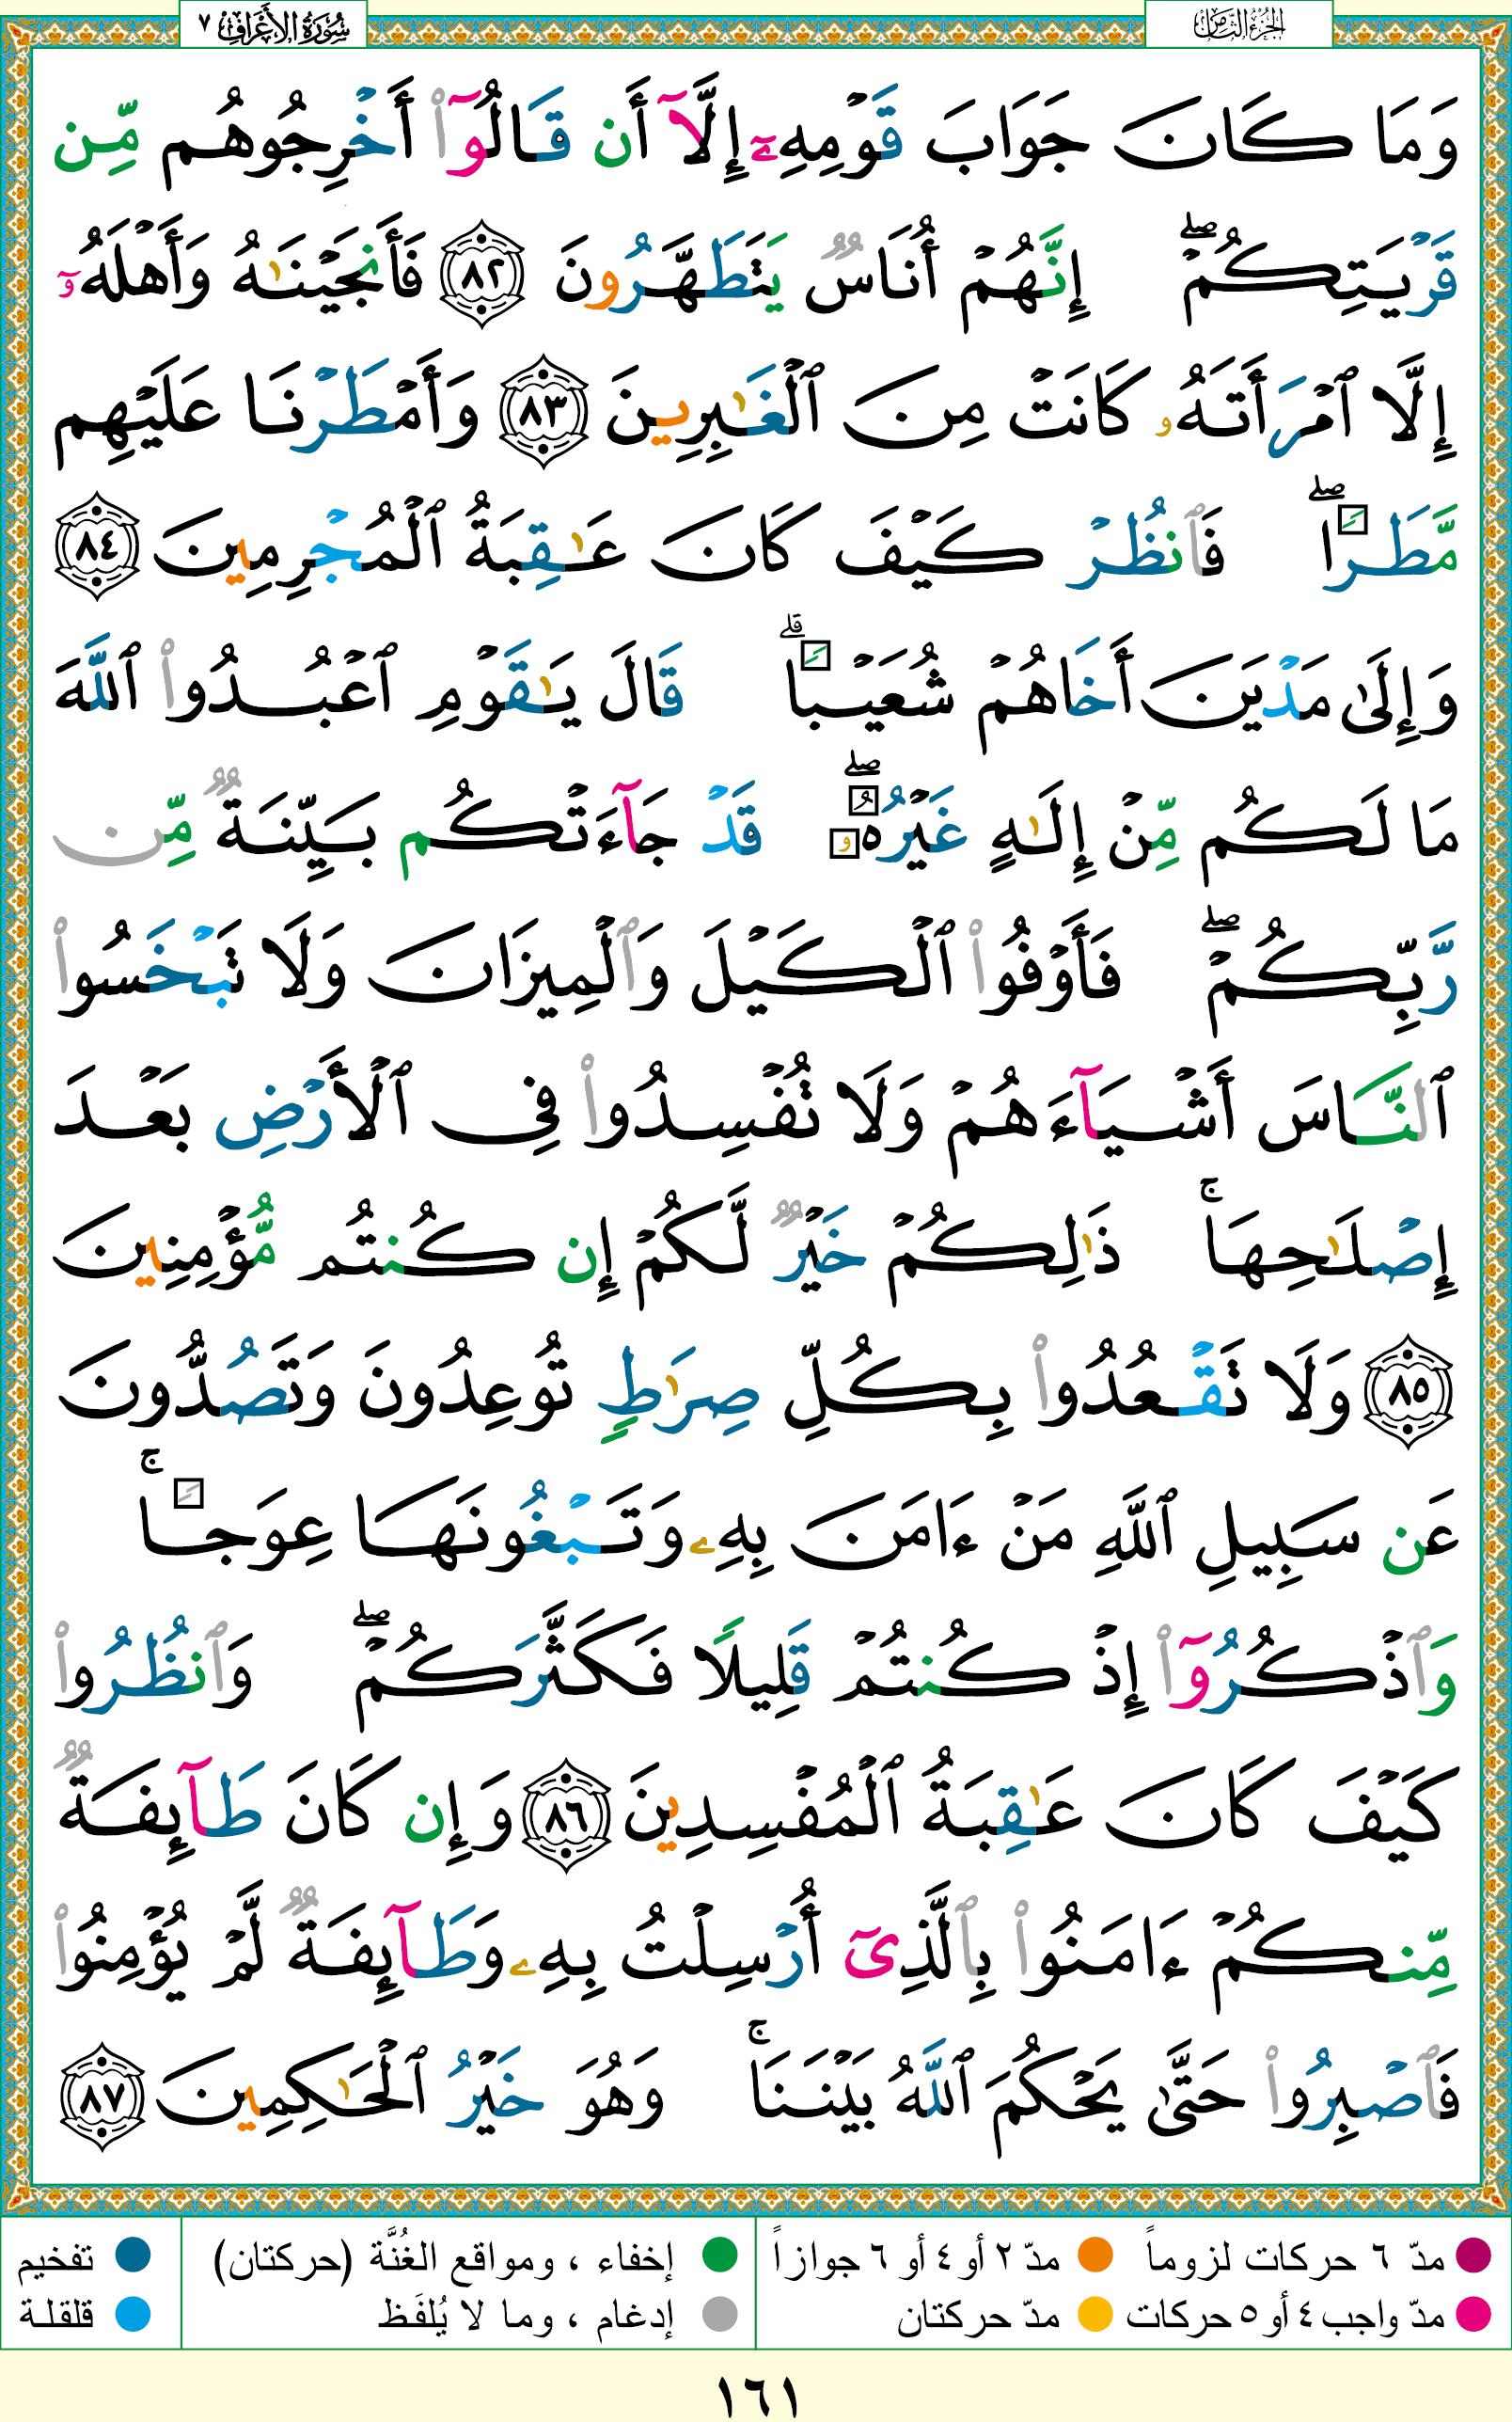 الجزء الثامن
سُورَةُ الأَعْرَافِ ٧
وَمَا كَانَ جَوَابَ قَوْمِهِۦٓ إِلَّآ أَن قَالُوٓا۟ أَخْرِجُوهُم مِّن
قَرْيَتِكُمْ ۖ إِنَّهُمْ أُنَاسٌ يَتَطَهَّرُونَ ٨٢ فَأَنجَيْنَـٰهُ وَأَهْلَهُۥٓ
إِلَّا ٱمْرَأَتَهُۥ كَانَتْ مِنَ ٱلْغَـٰبِرِينَ ٨٣ وَأَمْطَرْنَا عَلَيْهِم
مَّطَرًا ۖ فَٱنظُرْ كَيْفَ كَانَ عَـٰقِبَةُ ٱلْمُجْرِمِينَ ٨٤
وَإِلَىٰ مَدْيَنَ أَخَاهُمْ شُعَيْبًا ۗ قَالَ يَـٰقَوْمِ ٱعْبُدُوا۟ ٱللَّهَ
مَا لَكُم مِّنْ إِلَـٰهٍ غَيْرُهُۥ ۖ قَدْ جَآءَتْكُم بَيِّنَةٌ مِّن
رَّبِّكُمْ ۖ فَأَوْفُوا۟ ٱلْكَيْلَ وَٱلْمِيزَانَ وَلَا تَبْخَسُوا۟
ٱلنَّاسَ أَشْيَآءَهُمْ وَلَا تُفْسِدُوا۟ فِى ٱلْأَرْضِ بَعْدَ
إِصْلَـٰحِهَا ۚ ذَٰلِكُمْ خَيْرٌ لَّكُمْ إِن كُنتُم مُّؤْمِنِينَ
٨٥ وَلَا تَقْعُدُوا۟ بِكُلِّ صِرَٰطٍ تُوعِدُونَ وَتَصُدُّونَ
عَن سَبِيلِ ٱللَّهِ مَنْ ءَامَنَ بِهِۦ وَتَبْغُونَهَا عِوَجًا ۚ
وَٱذْكُرُوٓا۟ إِذْ كُنتُمْ قَلِيلًا فَكَثَّرَكُمْ ۖ وَٱنظُرُوا۟
كَيْفَ كَانَ عَـٰقِبَةُ ٱلْمُفْسِدِينَ ٨٦ وَإِن كَانَ طَآئِفَةٌ
مِّنكُمْ ءَامَنُوا۟ بِٱلَّذِىٓ أُرْسِلْتُ بِهِۦ وَطَآئِفَةٌ لَّمْ يُؤْمِنُوا۟
فَٱصْبِرُوا۟ حَتَّىٰ يَحْكُمَ ٱللَّهُ بَيْنَنَا ۚ وَهُوَ خَيْرُ ٱلْحَـٰكِمِينَ ٨٧
مدّ ٦ حركات لزوماً مدّ ٢ أو ٤ أو ٦ جوازاً إخفاء ، ومواقع الغُنَّة (حركتان) تفخيم
مدّ واجب ٤ أو ٥ حركات مدّ حركتان إدغام ، وما لا يُلفَظ قلقلة
١٦١